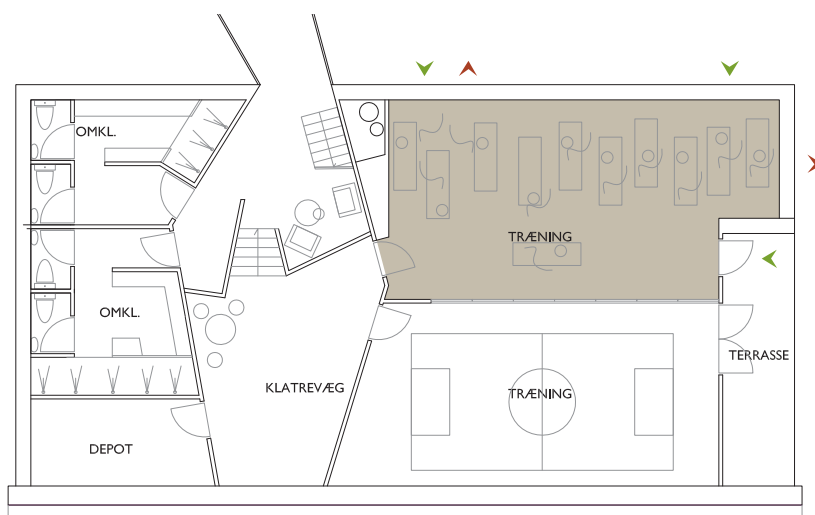 OMKL.
TRÆNING
OMKL.
TERRASSE
KLATREVÆG
TRÆNING
DEPOT